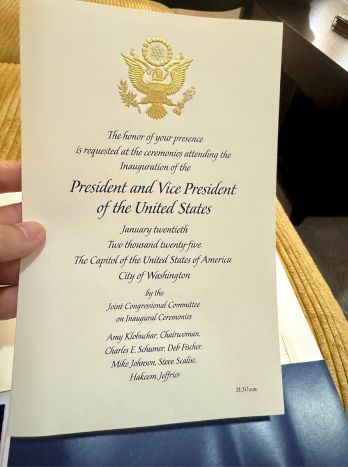 The honor of your presence
is requested at the ceremonies attending the
Inauguration of the
President and Vice President
of the United States
January twentieth
Two thousand twenty-five
The Capitol of the United States of America
City of Washington
by the
Joint Congressional Committee
on Inaugural Ceremonies
Amy Klobuchar, Chairwoman,
Charles E. Schumer, Deb Fischer,
Mike Johnson, Steve Scalise,
Hakeem Jeffries
11:30 a.m.